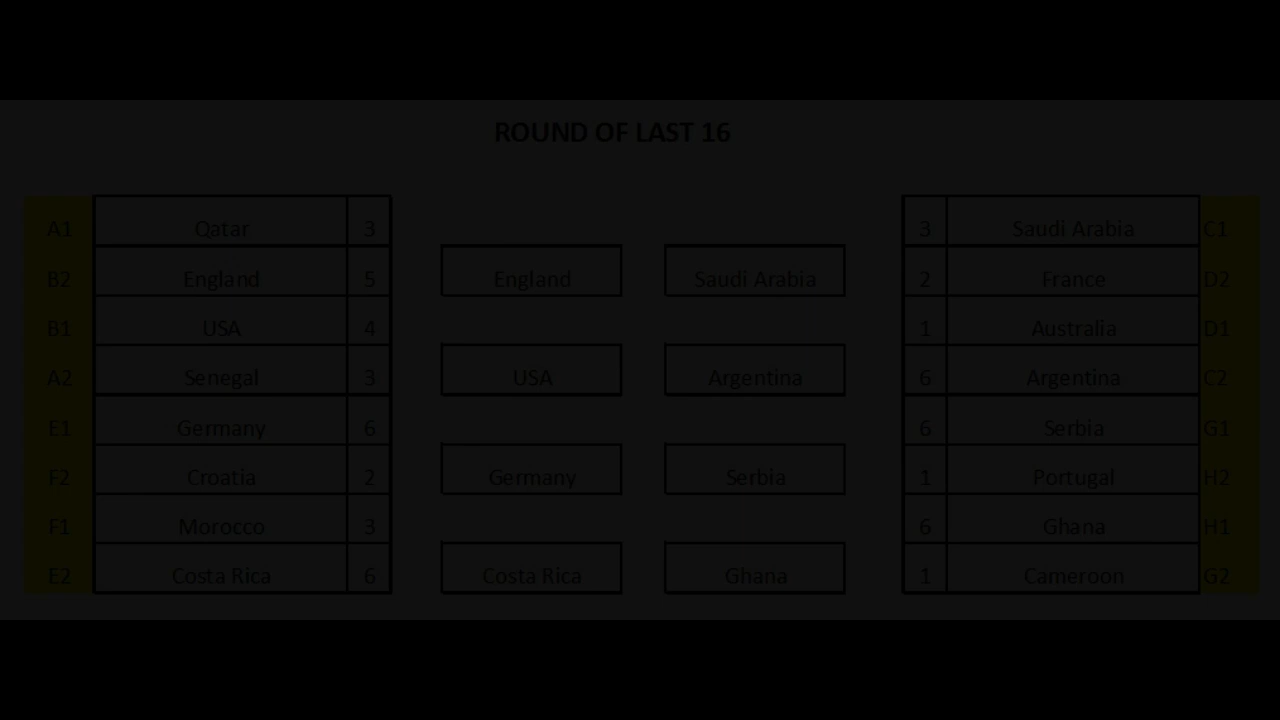 ROUND OF LAST 16
A1 Qatar 3 3 Saudi Arabia C1
B2 England 5 England Saudi Arabia 2 France D2
B1 USA 4 1 Australia D1
A2 Senegal 3 USA Argentina 6 Argentina C2
E1 Germany 6 6 Serbia G1
F2 Croatia 2 Germany Serbia 1 Portugal H2
F1 Morocco 3 6 Ghana H1
E2 Costa Rica 6 Costa Rica Ghana 1 Cameroon G2